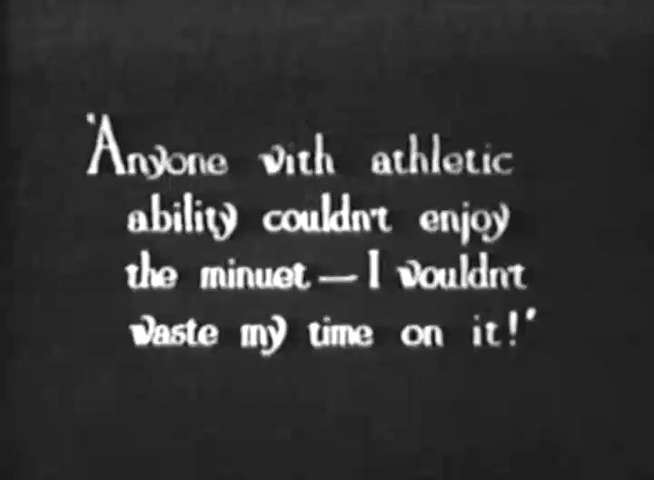 "Anyone with athletic
ability couldn't enjoy
the minuet — I wouldn't
waste my time on it!"